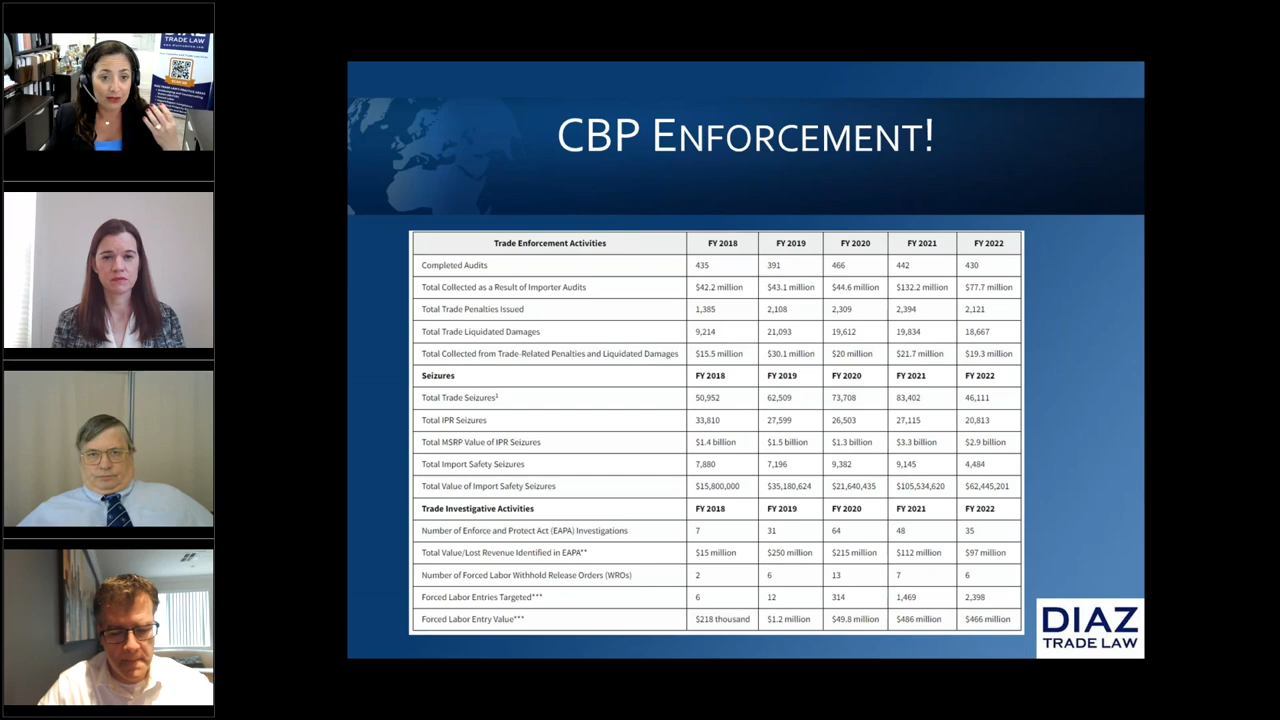 DIAZ
TRADE LAW
CBP ENFORCEMENT!
Trade Enforcement Activities FY 2018 FY 2019 FY 2020 FY 2021 FY 2022
Completed Audits 435 391 466 442 430
Total Collected as a Result of Importer Audits $42.2 million $43.1 million $44.6 million $132.2 million $77.7 million
Total Trade Penalties Issued 1,385 2,108 2,309 2,394 2,121
Total Trade Liquidated Damages 9,214 21,093 19,612 19,834 18,667
Total Collected from Trade-Related Penalties and Liquidated Damages $15.5 million $30.1 million $20 million $21.7 million $19.3 million
Seizures FY 2018 FY 2019 FY 2020 FY 2021 FY 2022
Total Trade Seizures¹ 50,952 62,509 73,708 83,402 46,111
Total IPR Seizures 33,810 27,599 26,503 27,115 20,813
Total MSRP Value of IPR Seizures $1.4 billion $1.5 billion $1.3 billion $3.3 billion $2.9 billion
Total Import Safety Seizures 7,880 7,196 9,382 9,145 4,484
Total Value of Import Safety Seizures $15,800,000 $35,180,624 $21,640,435 $105,534,620 $62,445,201
Trade Investigative Activities FY 2018 FY 2019 FY 2020 FY 2021 FY 2022
Number of Enforce and Protect Act (EAPA) Investigations 7 31 64 48 35
Total Value/Lost Revenue Identified in EAPA** $15 million $250 million $215 million $112 million $97 million
Number of Forced Labor Withhold Release Orders (WROs) 2 6 13 7 6
Forced Labor Entries Targeted*** 6 12 314 1,469 2,398
Forced Labor Entry Value*** $218 thousand $1.2 million $49.8 million $486 million $466 million
DIAZ
TRADE LAW